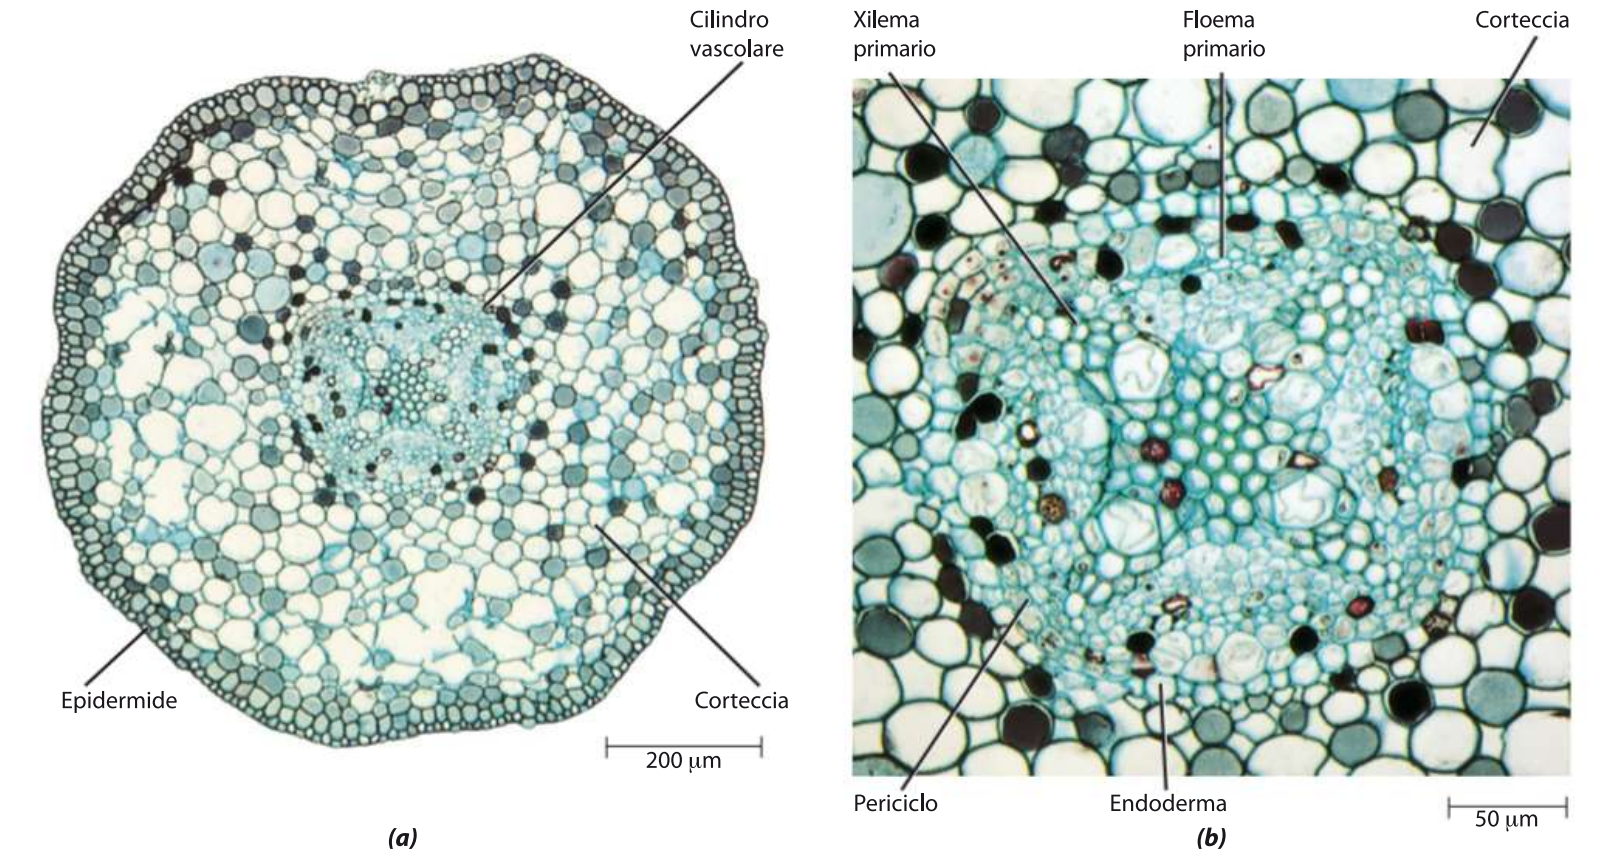 Cilindro
vascolare
Epidermide
Corteccia
200 μm
(a)
Xilema
primario
Floema
primario
Corteccia
Periciclo
Endoderma
50 μm
(b)